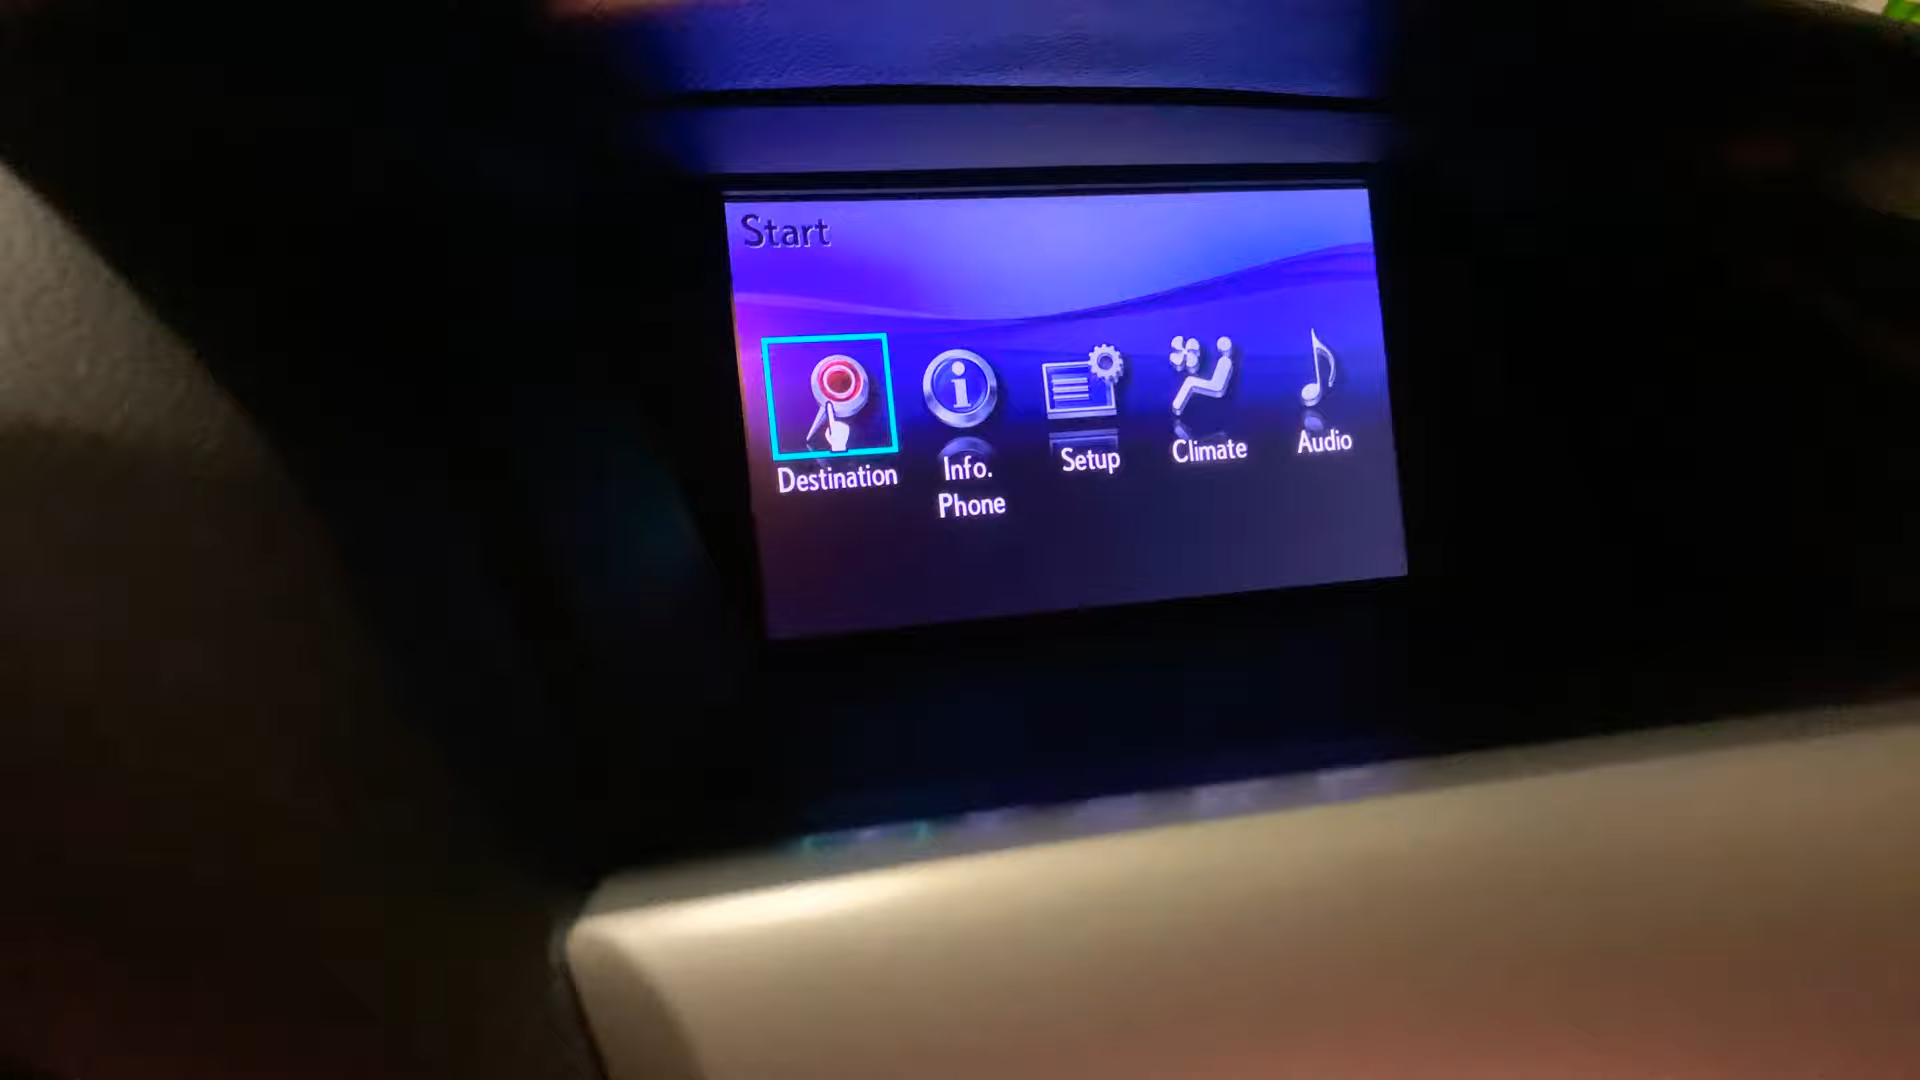 Start
Destination
Info.
Phone
Setup
Climate
Audio